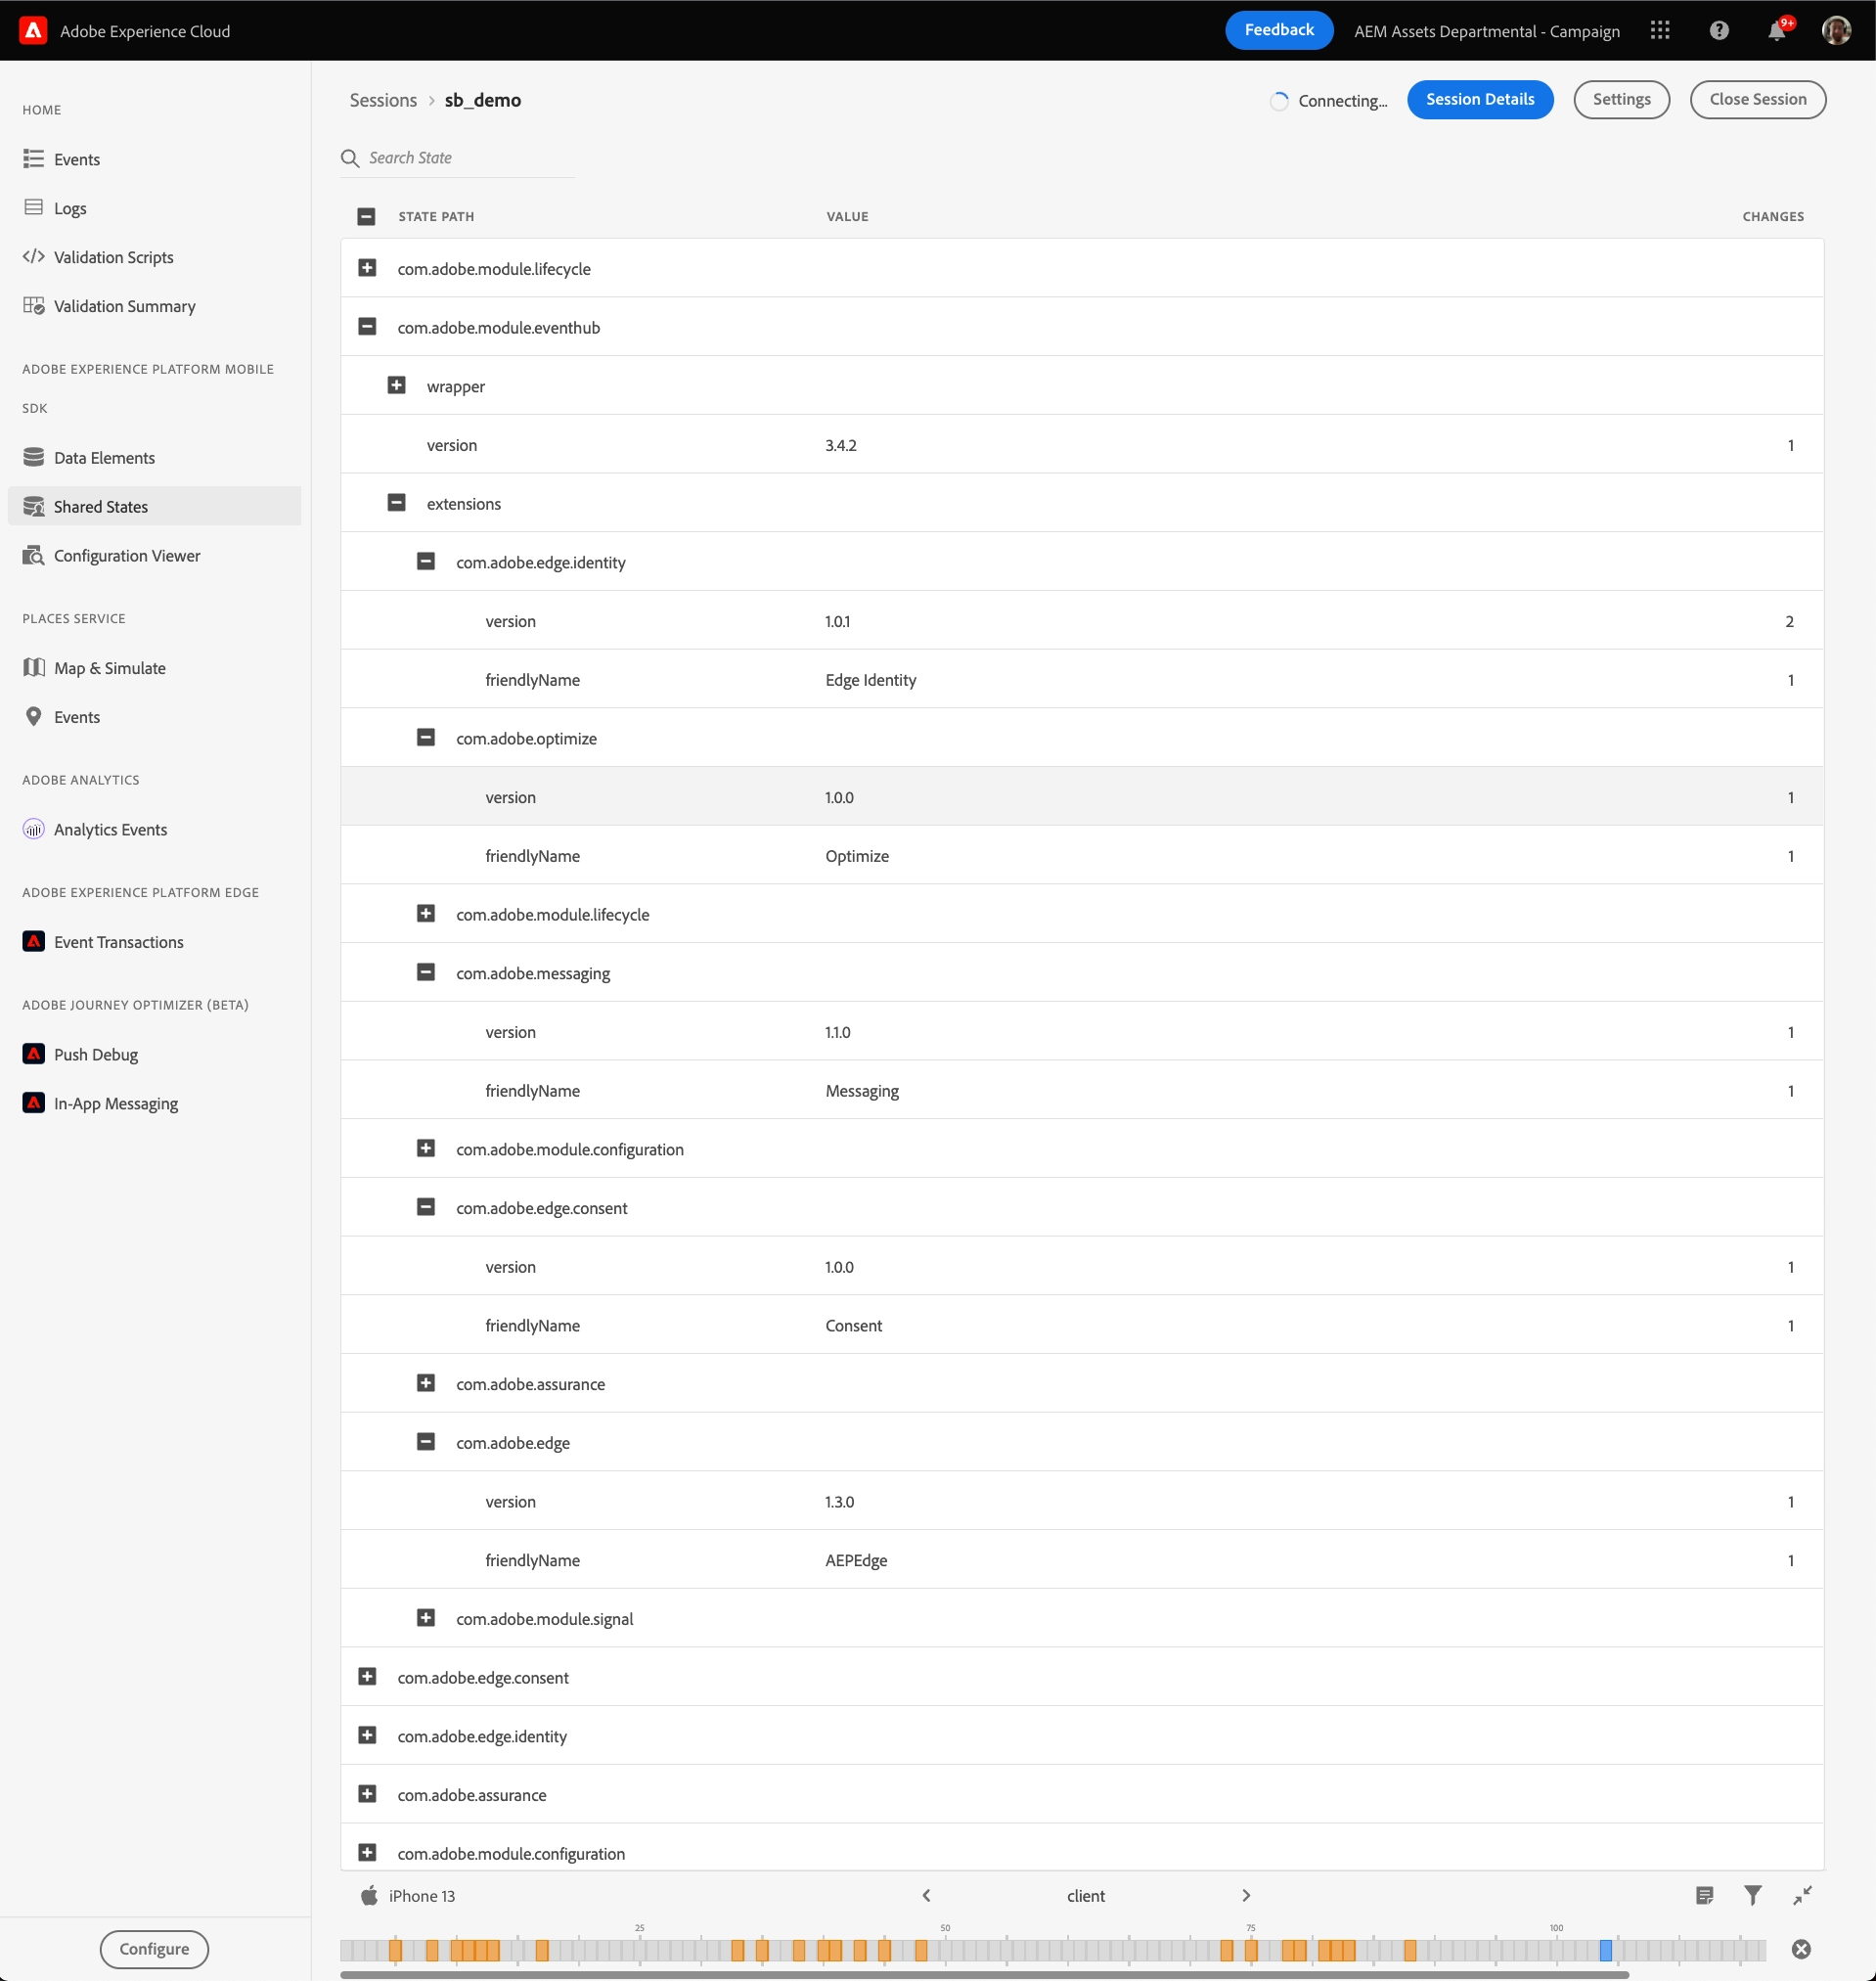 Adobe Experience Cloud
Feedback
AEM Assets Departmental - Campaign
9+
HOME
Events
Logs
Validation Scripts
Validation Summary
ADOBE EXPERIENCE PLATFORM MOBILE
SDK
Data Elements
Shared States
Configuration Viewer
PLACES SERVICE
Map & Simulate
Events
ADOBE ANALYTICS
Analytics Events
ADOBE EXPERIENCE PLATFORM EDGE
Event Transactions
ADOBE JOURNEY OPTIMIZER (BETA)
Push Debug
In-App Messaging
Configure
Sessions > sb_demo
Connecting...
Session Details
Settings
Close Session
Search State
STATE PATH VALUE CHANGES
com.adobe.module.lifecycle
com.adobe.module.eventhub
wrapper
version 3.4.2 1
extensions
com.adobe.edge.identity
version 1.0.1 2
friendlyName Edge Identity 1
com.adobe.optimize
version 1.0.0 1
friendlyName Optimize 1
com.adobe.module.lifecycle
com.adobe.messaging
version 1.1.0 1
friendlyName Messaging 1
com.adobe.module.configuration
com.adobe.edge.consent
version 1.0.0 1
friendlyName Consent 1
com.adobe.assurance
com.adobe.edge
version 1.3.0 1
friendlyName AEPEdge 1
com.adobe.module.signal
com.adobe.edge.consent
com.adobe.edge.identity
com.adobe.assurance
com.adobe.module.configuration
iPhone 13
client
25 50 75 100